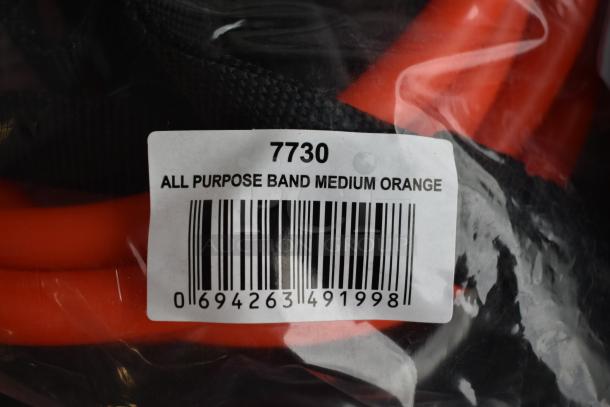 7730
ALL PURPOSE BAND MEDIUM ORANGE
0 694263 491998